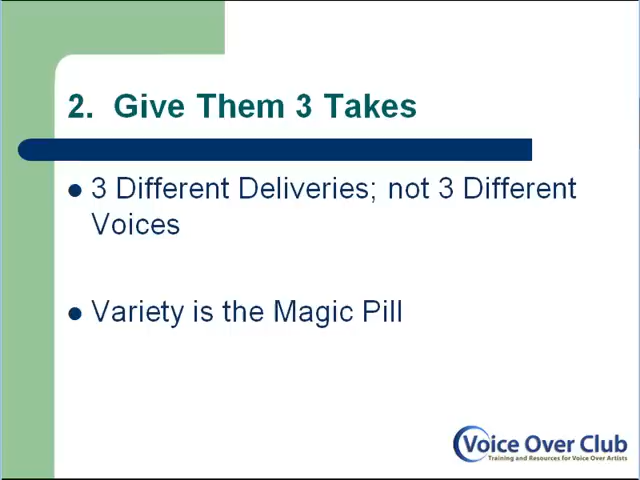 2. Give Them 3 Takes
3 Different Deliveries; not 3 Different
Voices
Variety is the Magic Pill
Voice Over Club
Training and Resources for Voice Over Artists